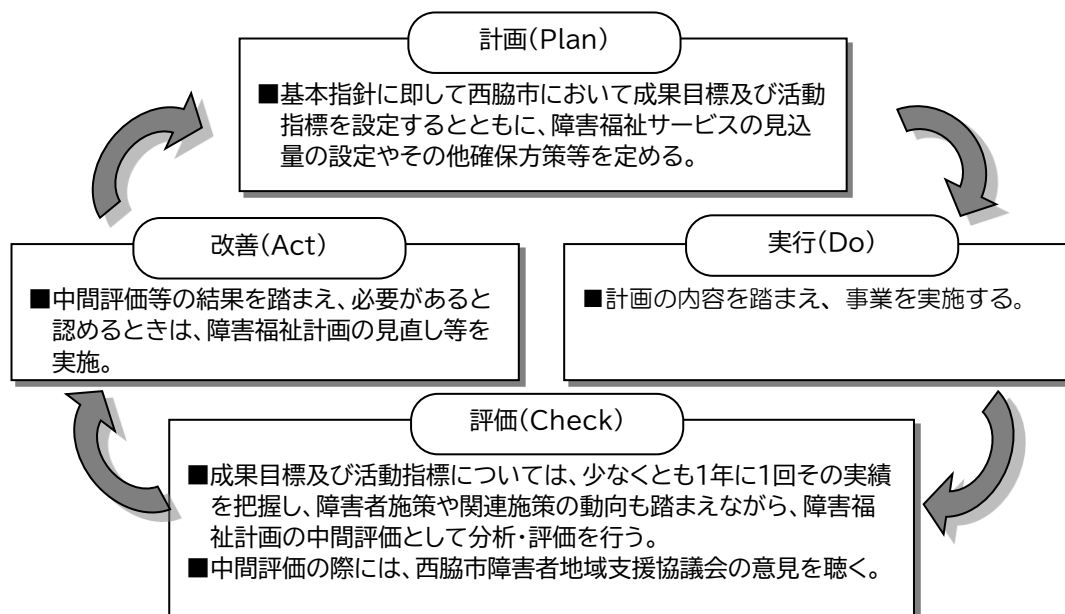 計画(Plan)
■基本指針に即して西脇市において成果目標及び活動
指標を設定するとともに、障害福祉サービスの見込
量の設定やその他確保方策等を定める。
改善(Act)
■中間評価等の結果を踏まえ、必要があると
認めるときは、障害福祉計画の見直し等を
実施。
実行(Do)
■計画の内容を踏まえ、事業を実施する。
評価(Check)
■成果目標及び活動指標については、少なくとも1年に1回その実績
を把握し、障害者施策や関連施策の動向も踏まえながら、障害福
祉計画の中間評価として分析・評価を行う。
■中間評価の際には、西脇市障害者地域支援協議会の意見を聴く。